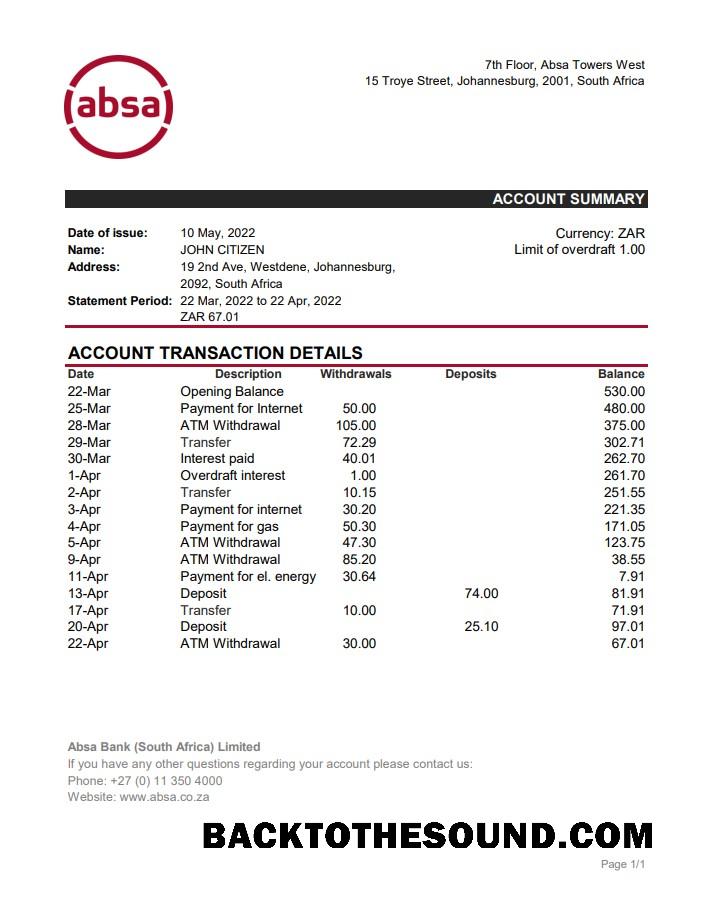 absa
7th Floor, Absa Towers West
15 Troye Street, Johannesburg, 2001, South Africa
ACCOUNT SUMMARY
Date of issue: 10 May, 2022
Currency: ZAR
Name: JOHN CITIZEN
Limit of overdraft 1.00
Address: 19 2nd Ave, Westdene, Johannesburg,
2092, South Africa
Statement Period: 22 Mar, 2022 to 22 Apr, 2022
ZAR 67.01
ACCOUNT TRANSACTION DETAILS
Date Description Withdrawals Deposits Balance
22-Mar Opening Balance 530.00
25-Mar Payment for Internet 50.00 480.00
28-Mar ATM Withdrawal 105.00 375.00
29-Mar Transfer 72.29 302.71
30-Mar Interest paid 40.01 262.70
1-Apr Overdraft interest 1.00 261.70
2-Apr Transfer 10.15 251.55
3-Apr Payment for internet 30.20 221.35
4-Apr Payment for gas 50.30 171.05
5-Apr ATM Withdrawal 47.30 123.75
9-Apr ATM Withdrawal 85.20 38.55
11-Apr Payment for el. energy 30.64 7.91
13-Apr Deposit 74.00 81.91
17-Apr Transfer 10.00 71.91
20-Apr Deposit 25.10 97.01
22-Apr ATM Withdrawal 30.00 67.01
Absa Bank (South Africa) Limited
If you have any other questions regarding your account please contact us:
Phone: +27 (0) 11 350 4000
Website: www.absa.co.za
BACKTOTHESOUND.COM
Page 1/1